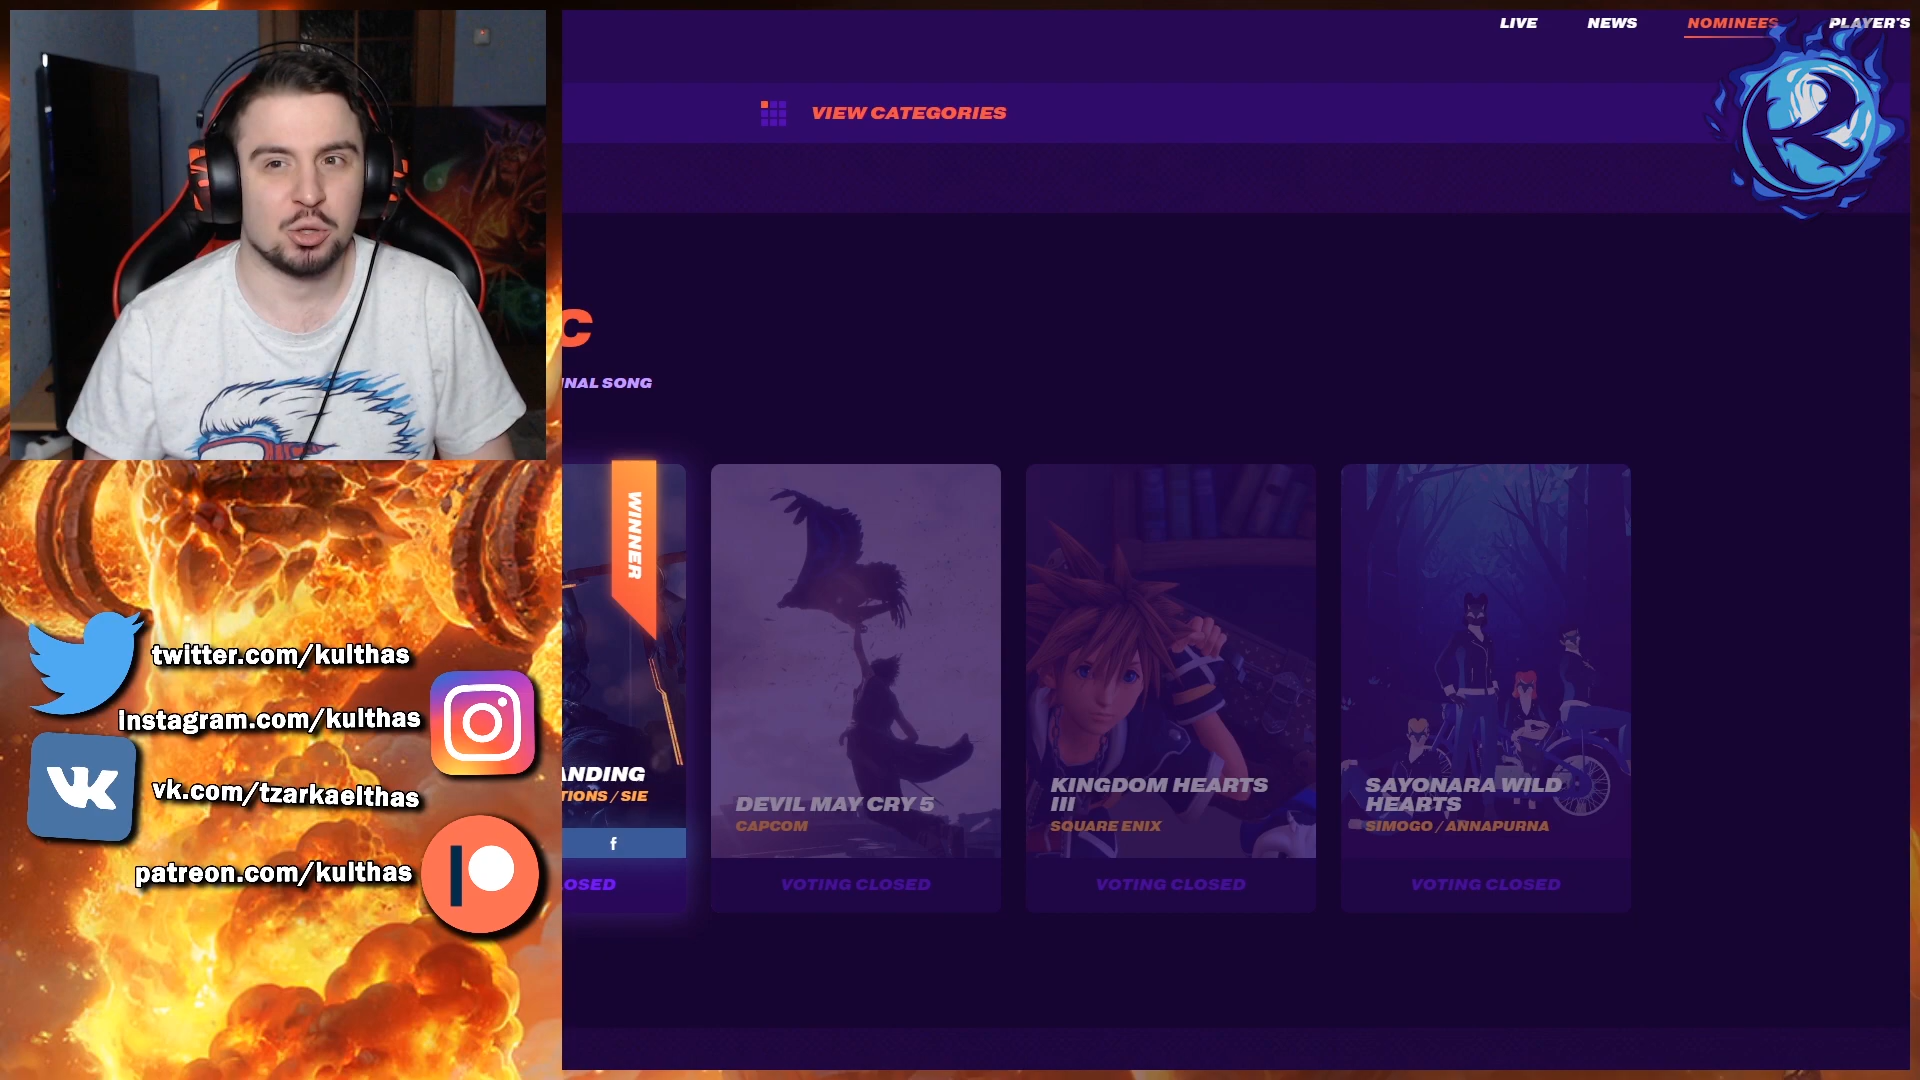 LIVE
NEWS
NOMINEES
PLAYER'S
VIEW CATEGORIES
C
INAL SONG
WINNER
ANDING
TIONS / SIE
f
OSED
DEVIL MAY CRY 5
CAPCOM
VOTING CLOSED
KINGDOM HEARTS
III
SQUARE ENIX
VOTING CLOSED
SAYONARA WILD
HEARTS
SIMOGO / ANNAPURNA
VOTING CLOSED
twitter.com/kulthas
instagram.com/kulthas
vk.com/tzarkaelthas
patreon.com/kulthas